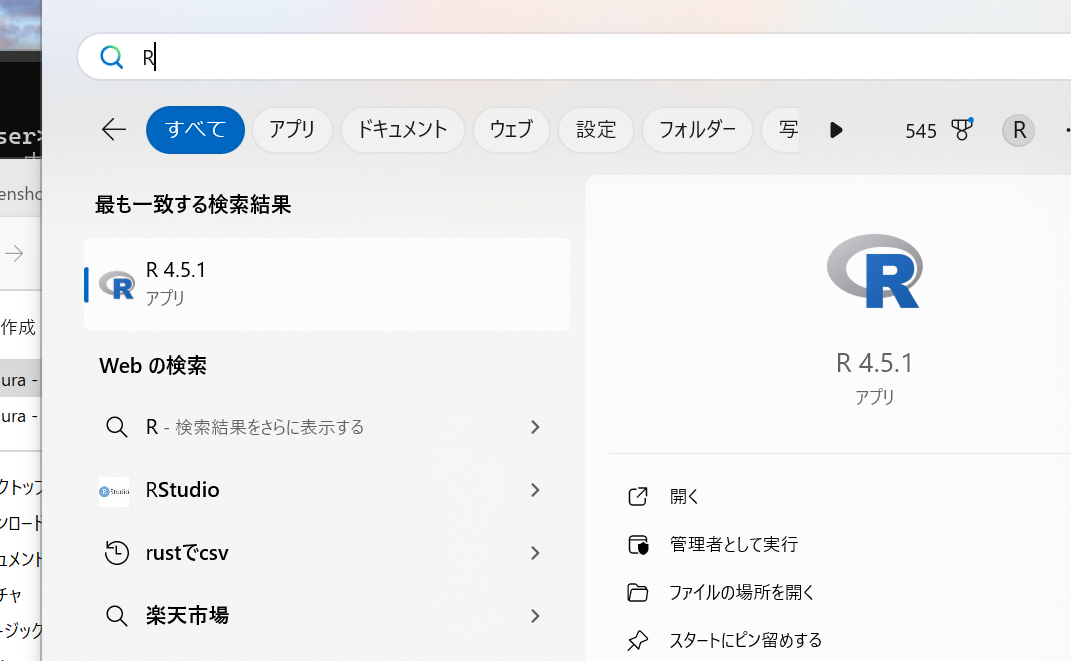 R
すべて アプリ ドキュメント ウェブ 設定 フォルダー 写 545 R
最も一致する検索結果
R 4.5.1
アプリ
Web の検索
R - 検索結果をさらに表示する
RStudio
rustでcsv
楽天市場
R
R 4.5.1
アプリ
開く
管理者として実行
ファイルの場所を開く
スタートにピン留めする
ser>
ensho
作成
ura -
ura -
クトップ
ンロード
ュメント
チャ
ージック